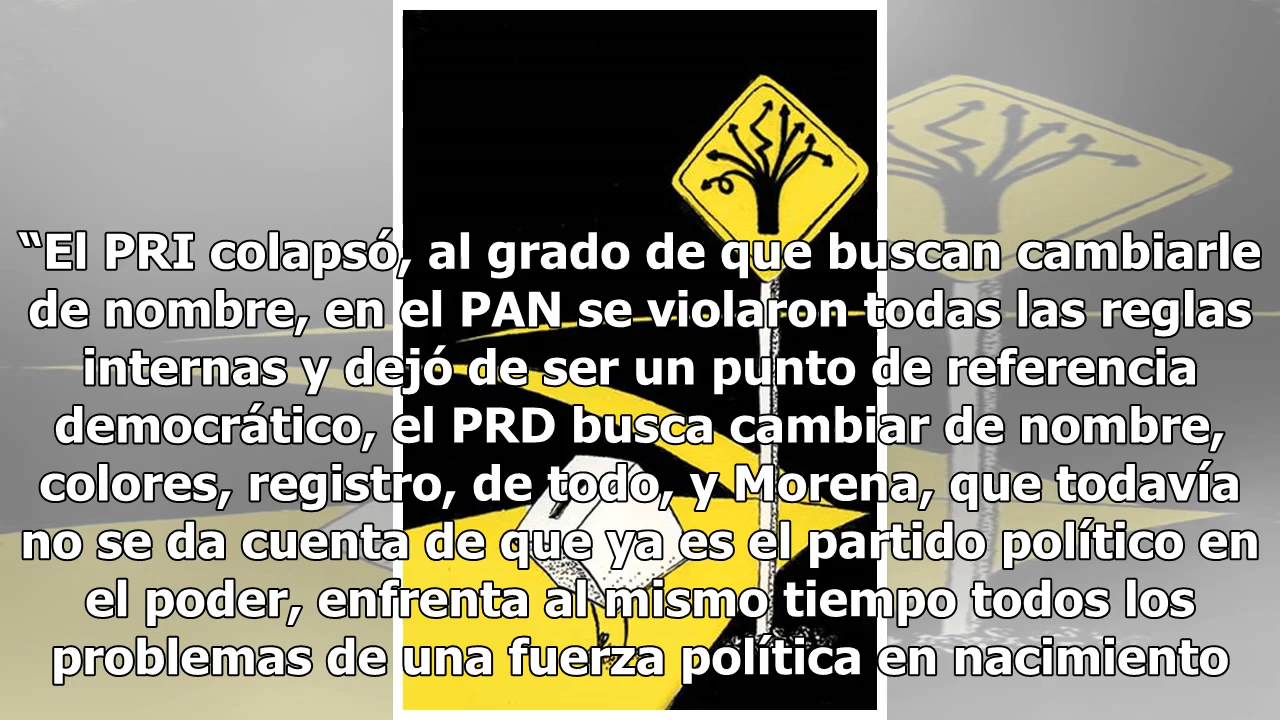 “El PRI colapsó, al grado de que buscan cambiarle
de nombre, en el PAN se violaron todas las reglas
internas y dejó de ser un punto de referencia
democrático, el PRD busca cambiar de nombre,
colores, registro, de todo, y Morena, que todavía
no se da cuenta de que ya es el partido político en
el poder, enfrenta al mismo tiempo todos los
problemas de una fuerza política en nacimiento